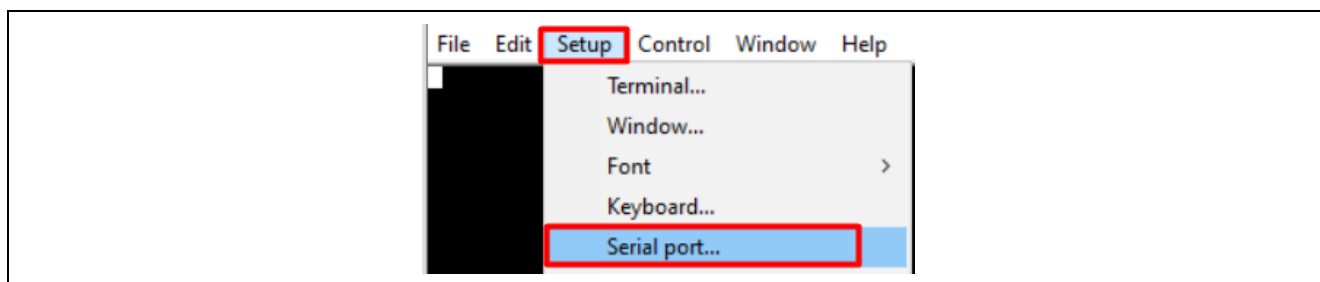 File Edit Setup Control Window Help
Terminal...
Window...
Font >
Keyboard...
Serial port...